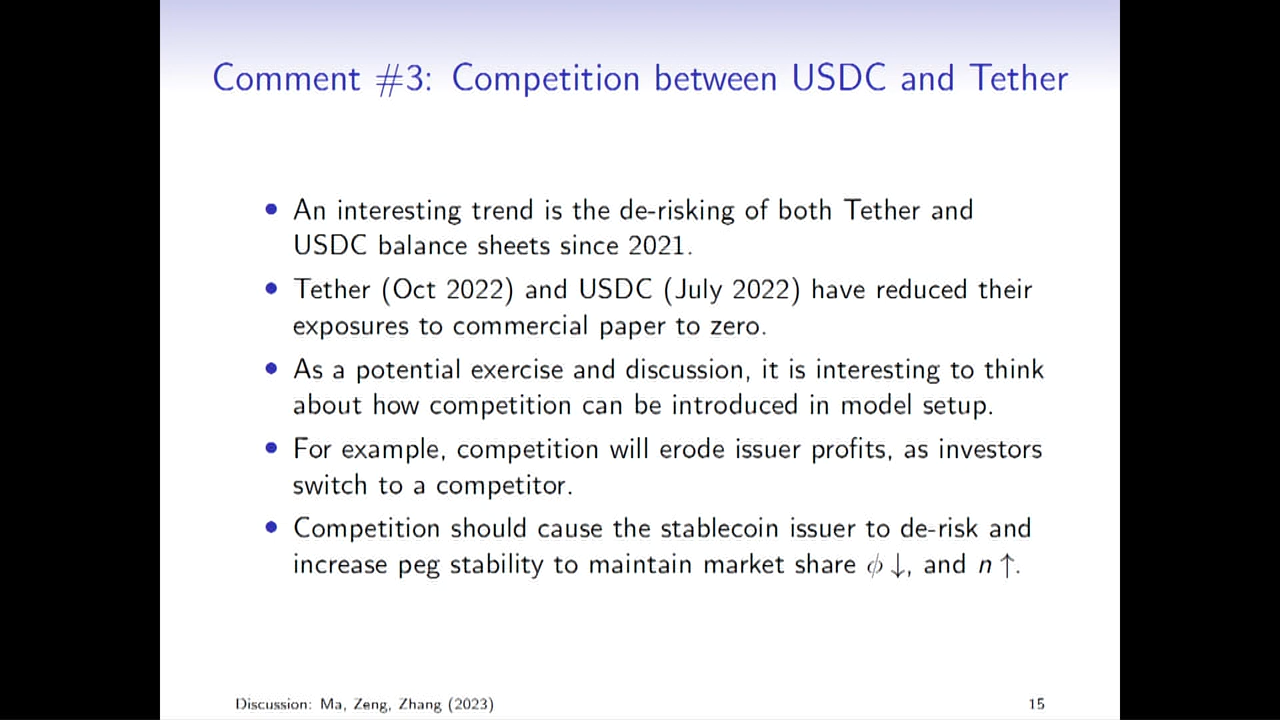 Comment #3: Competition between USDC and Tether
• An interesting trend is the de-risking of both Tether and
USDC balance sheets since 2021.
• Tether (Oct 2022) and USDC (July 2022) have reduced their
exposures to commercial paper to zero.
• As a potential exercise and discussion, it is interesting to think
about how competition can be introduced in model setup.
• For example, competition will erode issuer profits, as investors
switch to a competitor.
• Competition should cause the stablecoin issuer to de-risk and
increase peg stability to maintain market share ϕ ↓, and n ↑.
Discussion: Ma, Zeng, Zhang (2023)
15